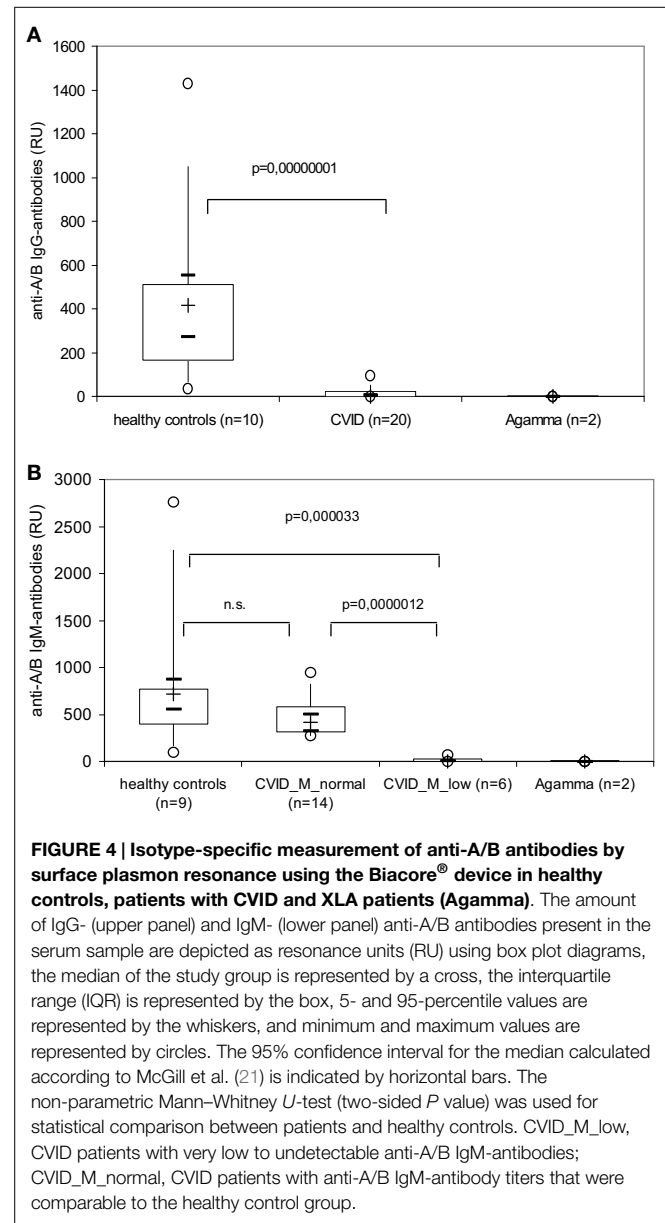 A
1600
1400
1200
1000
800
600
400
200
0
anti-A/B IgG-antibodies (RU)
p=0,00000001
healthy controls (n=10) CVID (n=20) Agamma (n=2)
B
3000
2500
2000
1500
1000
500
0
anti-A/B IgM-antibodies (RU)
p=0,000033
n.s. p=0,0000012
healthy controls CVID_M_normal CVID_M_low (n=6) Agamma (n=2)
(n=9) (n=14)
FIGURE 4 | Isotype-specific measurement of anti-A/B antibodies by
surface plasmon resonance using the Biacore® device in healthy
controls, patients with CVID and XLA patients (Agamma). The amount
of IgG- (upper panel) and IgM- (lower panel) anti-A/B antibodies present in the
serum sample are depicted as resonance units (RU) using box plot diagrams,
the median of the study group is represented by a cross, the interquartile
range (IQR) is represented by the box, 5- and 95-percentile values are
represented by the whiskers, and minimum and maximum values are
represented by circles. The 95% confidence interval for the median calculated
according to McGill et al. (21) is indicated by horizontal bars. The
non-parametric Mann–Whitney U-test (two-sided P value) was used for
statistical comparison between patients and healthy controls. CVID_M_low,
CVID patients with very low to undetectable anti-A/B IgM-antibodies;
CVID_M_normal, CVID patients with anti-A/B IgM-antibody titers that were
comparable to the healthy control group.